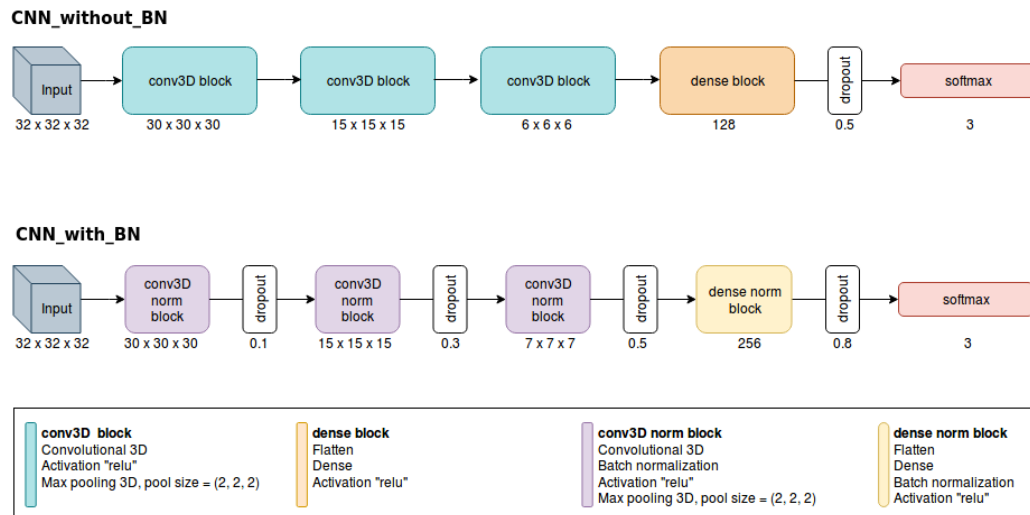 CNN_without_BN
Input
conv3D block
conv3D block
conv3D block
dense block
dropout
softmax
32 x 32 x 32
30 x 30 x 30
15 x 15 x 15
6 x 6 x 6
128
0.5
3
CNN_with_BN
Input
conv3D
norm
block
dropout
conv3D
norm
block
dropout
conv3D
norm
block
dropout
dense norm
block
dropout
softmax
32 x 32 x 32
30 x 30 x 30
0.1
15 x 15 x 15
0.3
7 x 7 x 7
0.5
256
0.8
3
conv3D block
Convolutional 3D
Activation "relu"
Max pooling 3D, pool size = (2, 2, 2)
dense block
Flatten
Dense
Activation "relu"
conv3D norm block
Convolutional 3D
Batch normalization
Activation "relu"
Max pooling 3D, pool size = (2, 2, 2)
dense norm block
Flatten
Dense
Batch normalization
Activation "relu"